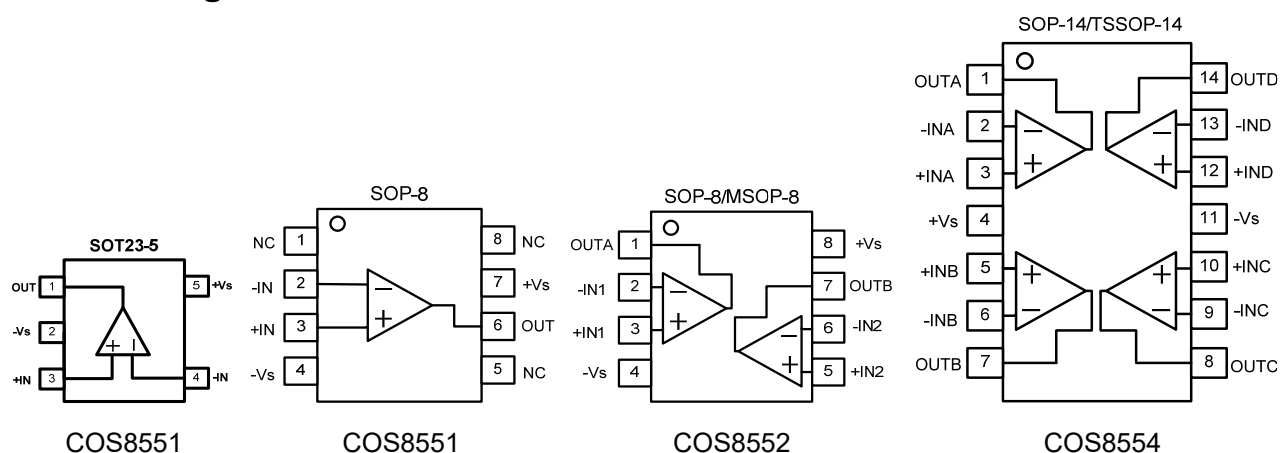 SOT23-5
OUT 1
-Vs 2
+IN 3
5 +Vs
4 -IN
COS8551
SOP-8
NC 1
-IN 2
+IN 3
-Vs 4
8 NC
7 +Vs
6 OUT
5 NC
COS8551
SOP-8/MSOP-8
OUTA 1
-IN1 2
+IN1 3
-Vs 4
8 +Vs
7 OUTB
6 -IN2
5 +IN2
COS8552
SOP-14/TSSOP-14
OUTA 1
-INA 2
+INA 3
+Vs 4
+INB 5
-INB 6
OUTB 7
14 OUTD
13 -IND
12 +IND
11 -Vs
10 +INC
9 -INC
8 OUTC
COS8554